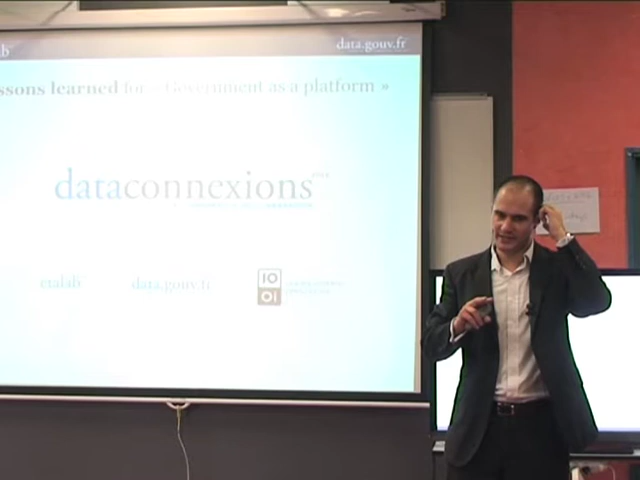 data.gouv.fr
ssons learned for « Government as a platform »
dataconnexions
etalab
data.gouv.fr
IO
OI